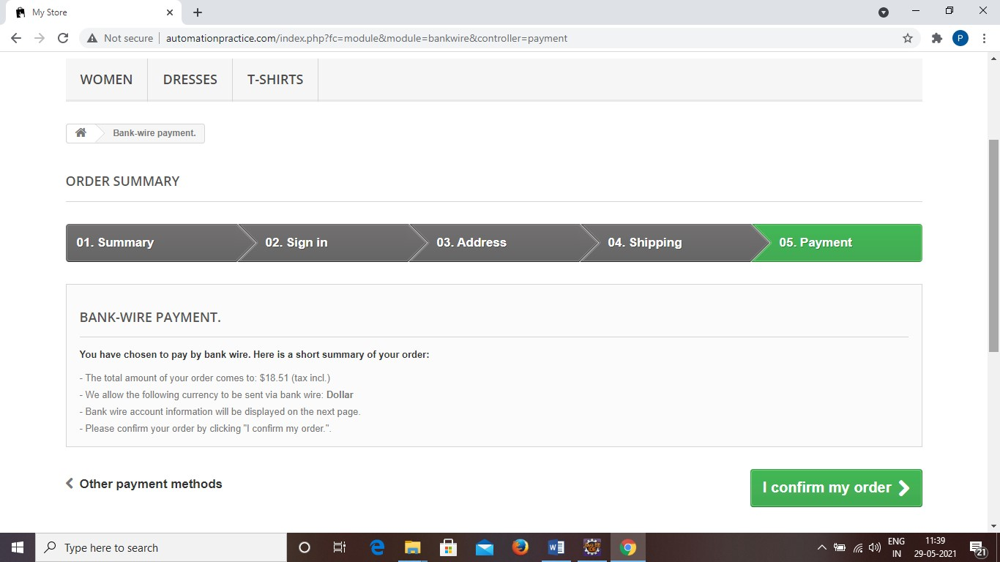 My Store
Not secure automationpractice.com/index.php?fc=module&module=bankwire&controller=payment
P
WOMEN DRESSES T-SHIRTS
Bank-wire payment.
ORDER SUMMARY
01. Summary 02. Sign in 03. Address 04. Shipping 05. Payment
BANK-WIRE PAYMENT.
You have chosen to pay by bank wire. Here is a short summary of your order:
- The total amount of your order comes to: $18.51 (tax incl.)
- We allow the following currency to be sent via bank wire: Dollar
- Bank wire account information will be displayed on the next page.
- Please confirm your order by clicking "I confirm my order.".
Other payment methods
I confirm my order
Type here to search
Java EE
IDE
ENG
IN
11:39
29-05-2021
21